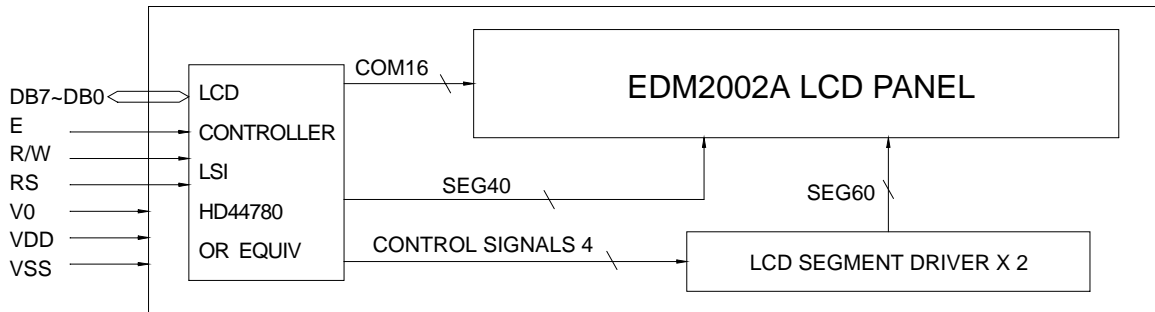 COM16
EDM2002A LCD PANEL
DB7~DB0
LCD
E
CONTROLLER
R/W
LSI
RS
SEG40
SEG60
V0
HD44780
VDD
OR EQUIV
CONTROL SIGNALS 4
LCD SEGMENT DRIVER X 2
VSS